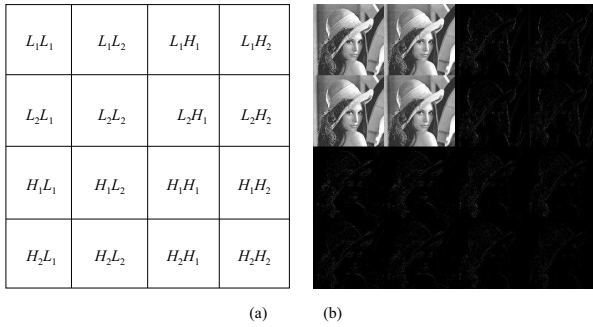 L₁L₁ L₁L₂ L₁H₁ L₁H₂
L₂L₁ L₂L₂ L₂H₁ L₂H₂
H₁L₁ H₁L₂ H₁H₁ H₁H₂
H₂L₁ H₂L₂ H₂H₁ H₂H₂
(a) (b)